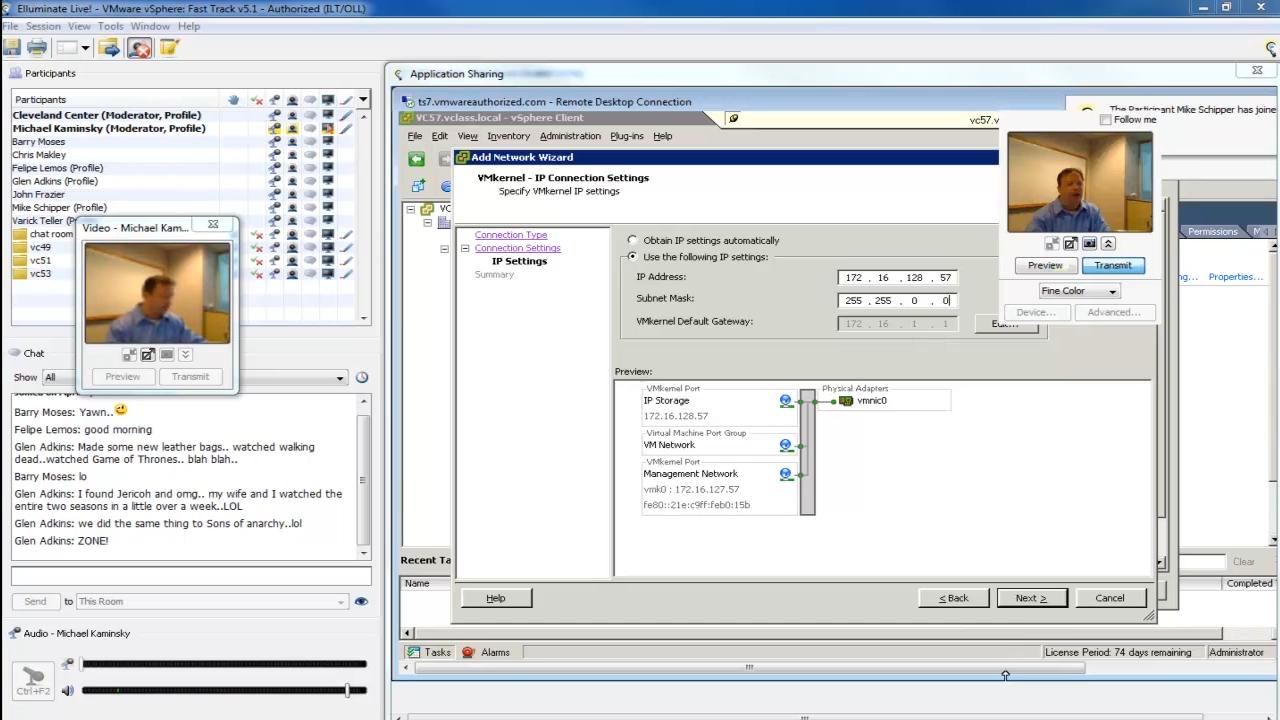 Elluminate Live! - VMware vSphere: Fast Track v5.1 - Authorized (ILT/OLL)
File Session View Tools Window Help
Participants
Participants
Cleveland Center (Moderator, Profile)
Michael Kaminsky (Moderator, Profile)
Barry Moses
Chris Makley
Felipe Lemos (Profile)
Glen Adkins (Profile)
John Frazier
Mike Schipper (Profile)
Varick Teller
chat room
vc49
vc51
vc53
Video - Michael Kam...
Preview Transmit
Chat
Show All
Barry Moses: Yawn..
Felipe Lemos: good morning
Glen Adkins: Made some new leather bags.. watched walking
dead..watched Game of Thrones.. blah blah..
Barry Moses: lo
Glen Adkins: I found Jericoh and omg.. my wife and I watched the
entire two seasons in a little over a week..LOL
Glen Adkins: we did the same thing to Sons of anarchy..lol
Glen Adkins: ZONE!
Send to This Room
Audio - Michael Kaminsky
Ctrl+F2
Application Sharing
ts7.vmwareauthorized.com - Remote Desktop Connection
VC57.vclass.local - vSphere Client
vc57.v
The Participant Mike Schipper has joine
Follow me
File Edit View Inventory Administration Plug-ins Help
Add Network Wizard
VMkernel - IP Connection Settings
Specify VMkernel IP settings
VC
Connection Type
Connection Settings
IP Settings
Summary
Obtain IP settings automatically
Use the following IP settings:
IP Address: 172 . 16 . 128 . 57
Subnet Mask: 255 . 255 . 0 . 0
VMkernel Default Gateway: 172 . 16 . 1 . 1
Edit...
Preview:
VMkernel Port
IP Storage
172.16.128.57
Physical Adapters
vmnic0
Virtual Machine Port Group
VM Network
VMkernel Port
Management Network
vmk0 : 172.16.127.57
fe80::21e:c9ff:feb0:15b
Help < Back Next > Cancel
Preview Transmit
Fine Color
Device... Advanced...
Permissions
ng... Properties...
Recent Ta
Name
Clear
Completed
Tasks Alarms
License Period: 74 days remaining Administrator